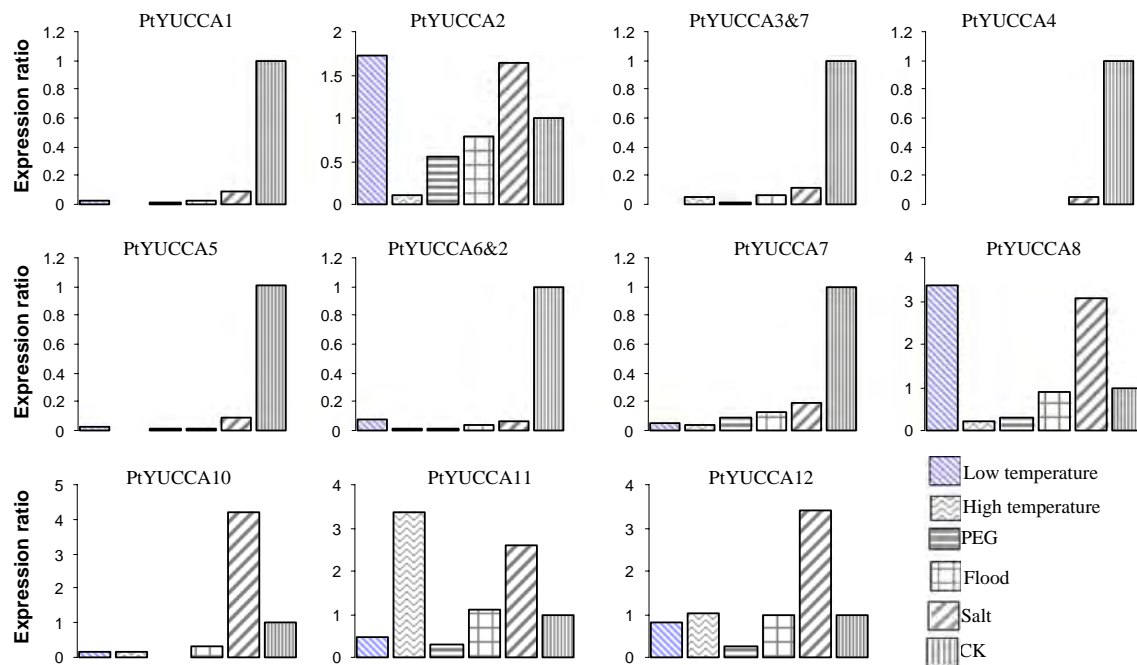 PtYUCCA1 PtYUCCA2 PtYUCCA3&7 PtYUCCA4
Expression ratio
1.2 2 1.2 1.2
1 1.5 1 1
0.8 0.8 0.8
0.6 1 0.6 0.6
0.4 0.5 0.4 0.4
0.2 0.2 0.2
0 0 0 0
PtYUCCA5 PtYUCCA6&2 PtYUCCA7 PtYUCCA8
Expression ratio
1.2 1.2 1.2 4
1 1 1 3
0.8 0.8 0.8
0.6 0.6 0.6 2
0.4 0.4 0.4 1
0.2 0.2 0.2
0 0 0 0
PtYUCCA10 PtYUCCA11 PtYUCCA12
Expression ratio
5 4 4
4 3 3
3
2 2 2
1 1 1
0 0 0
Low temperature
High temperature
PEG
Flood
Salt
CK